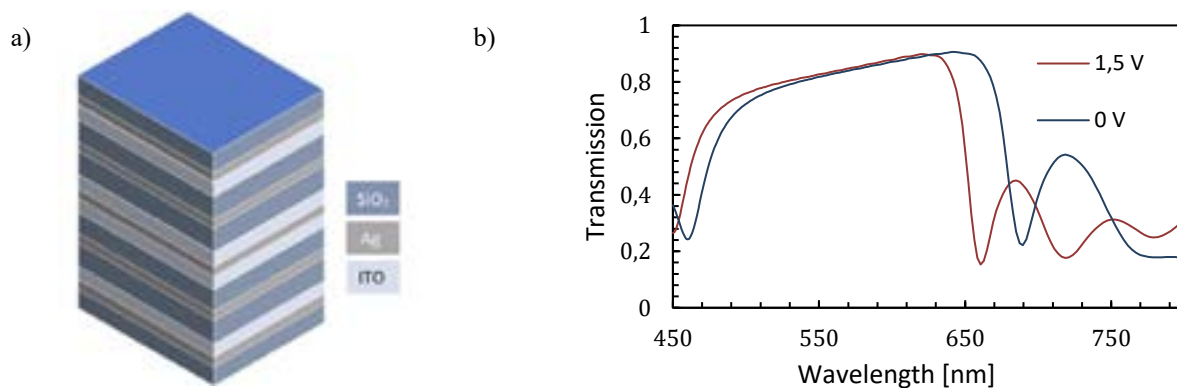 a)
SiO₂
Ag
ITO
b)
1
0,8
0,6
0,4
0,2
0
Transmission
450
550
650
750
Wavelength [nm]
1,5 V
0 V